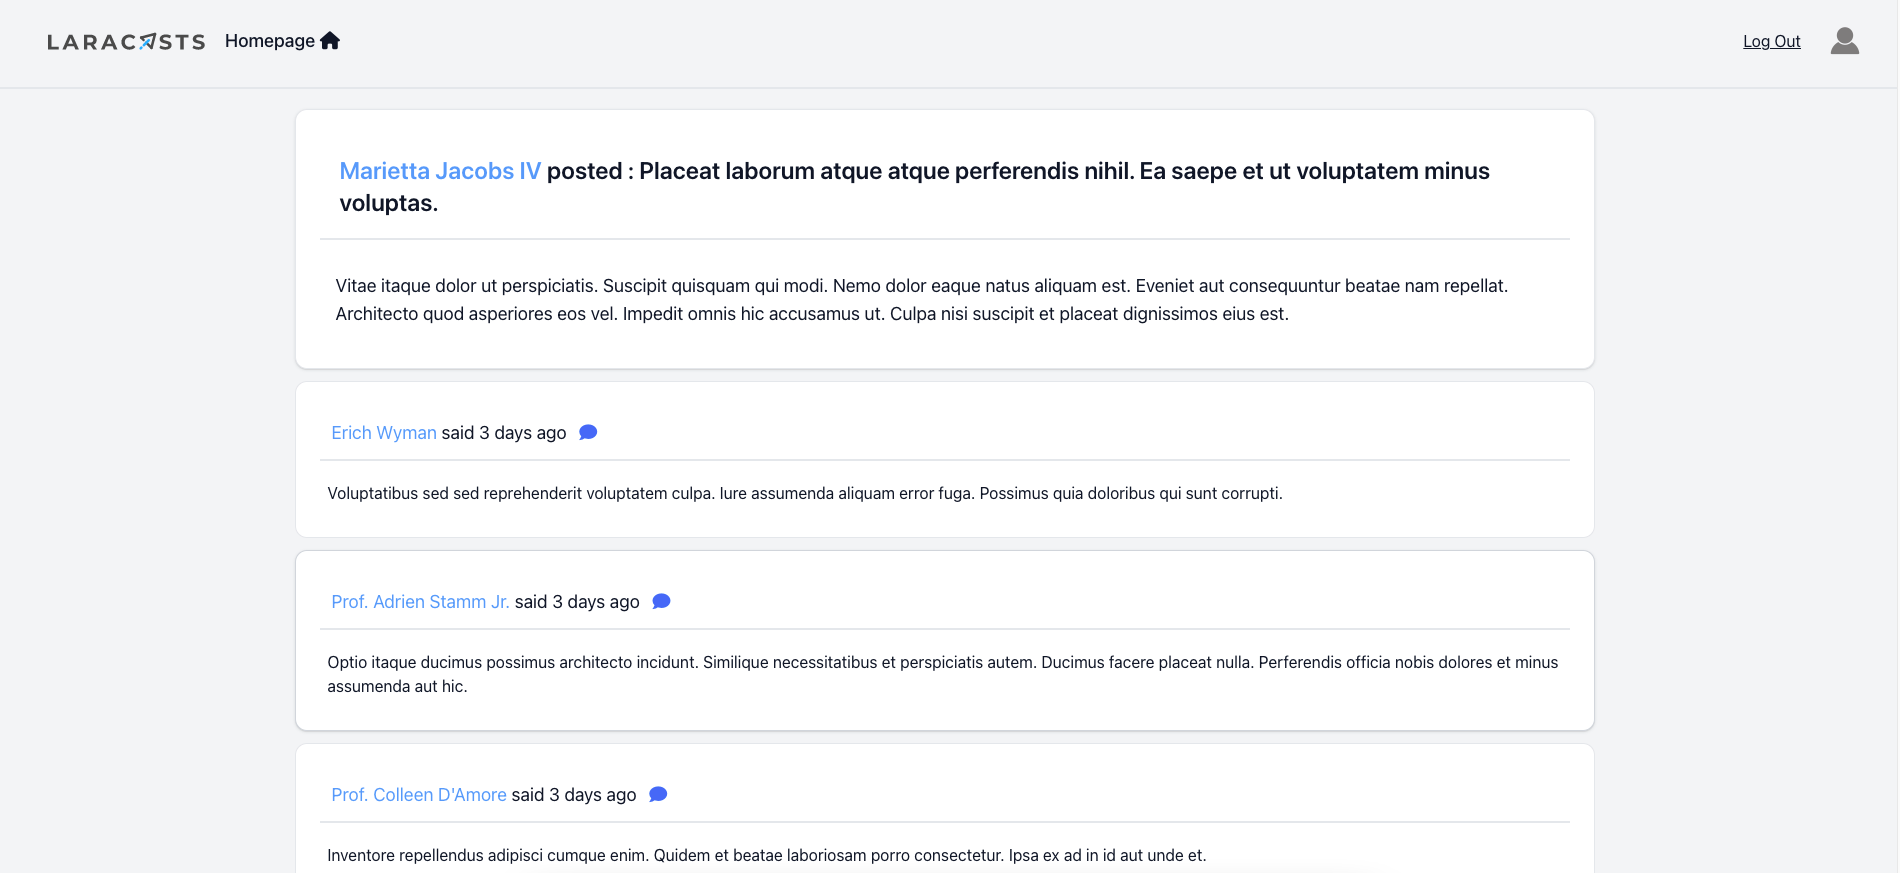 LARACASTS Homepage
Log Out
Marietta Jacobs IV posted : Placeat laborum atque atque perferendis nihil. Ea saepe et ut voluptatem minus
voluptas.
Vitae itaque dolor ut perspiciatis. Suscipit quisquam qui modi. Nemo dolor eaque natus aliquam est. Eveniet aut consequuntur beatae nam repellat.
Architecto quod asperiores eos vel. Impedit omnis hic accusamus ut. Culpa nisi suscipit et placeat dignissimos eius est.
Erich Wyman said 3 days ago
Voluptatibus sed sed reprehenderit voluptatem culpa. Iure assumenda aliquam error fuga. Possimus quia doloribus qui sunt corrupti.
Prof. Adrien Stamm Jr. said 3 days ago
Optio itaque ducimus possimus architecto incidunt. Similique necessitatibus et perspiciatis autem. Ducimus facere placeat nulla. Perferendis officia nobis dolores et minus
assumenda aut hic.
Prof. Colleen D'Amore said 3 days ago
Inventore repellendus adipisci cumque enim. Quidem et beatae laboriosam porro consectetur. Ipsa ex ad in id aut unde et.